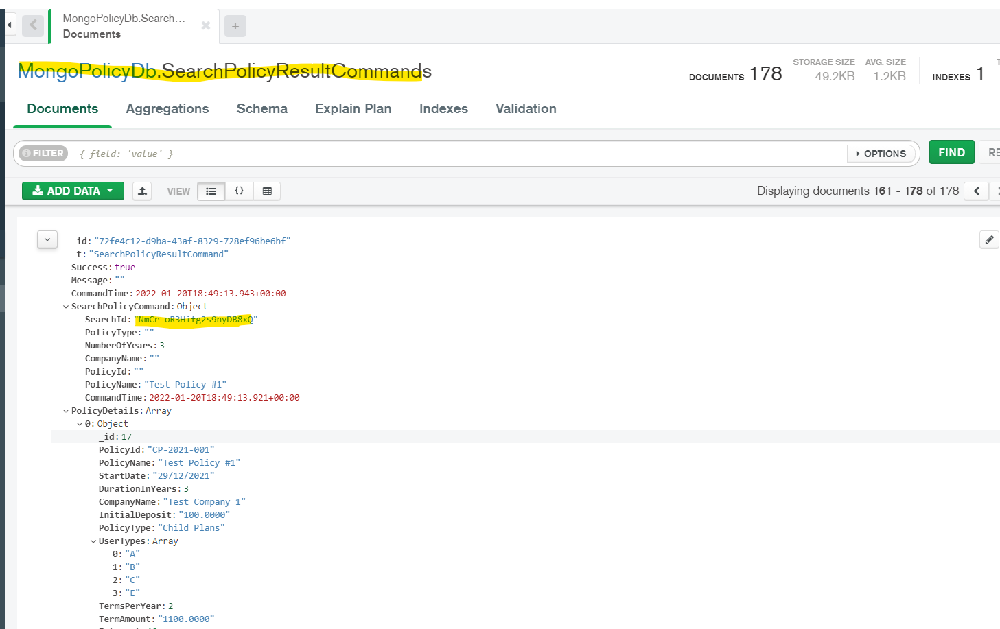 MongoPolicyDb.Search...
Documents
MongoPolicyDb.SearchPolicyResultCommands
DOCUMENTS 178
STORAGE SIZE
49.2KB
AVG. SIZE
1.2KB
INDEXES 1
Documents Aggregations Schema Explain Plan Indexes Validation
FILTER { field: 'value' } OPTIONS FIND RE
ADD DATA VIEW {} Displaying documents 161 - 178 of 178
_id: "72fe4c12-d9ba-43af-8329-728ef96be6bf"
_t: "SearchPolicyResultCommand"
Success: true
Message: ""
CommandTime: 2022-01-20T18:49:13.943+00:00
SearchPolicyCommand: Object
SearchId: "NmCr_oR3Hifg2s9nyDB8xQ"
PolicyType: ""
NumberOfYears: 3
CompanyName: ""
PolicyId: ""
PolicyName: "Test Policy #1"
CommandTime: 2022-01-20T18:49:13.921+00:00
PolicyDetails: Array
0: Object
_id: 17
PolicyId: "CP-2021-001"
PolicyName: "Test Policy #1"
StartDate: "29/12/2021"
DurationInYears: 3
CompanyName: "Test Company 1"
InitialDeposit: "100.0000"
PolicyType: "Child Plans"
UserTypes: Array
0: "A"
1: "B"
2: "C"
3: "E"
TermsPerYear: 2
TermAmount: "1100.0000"